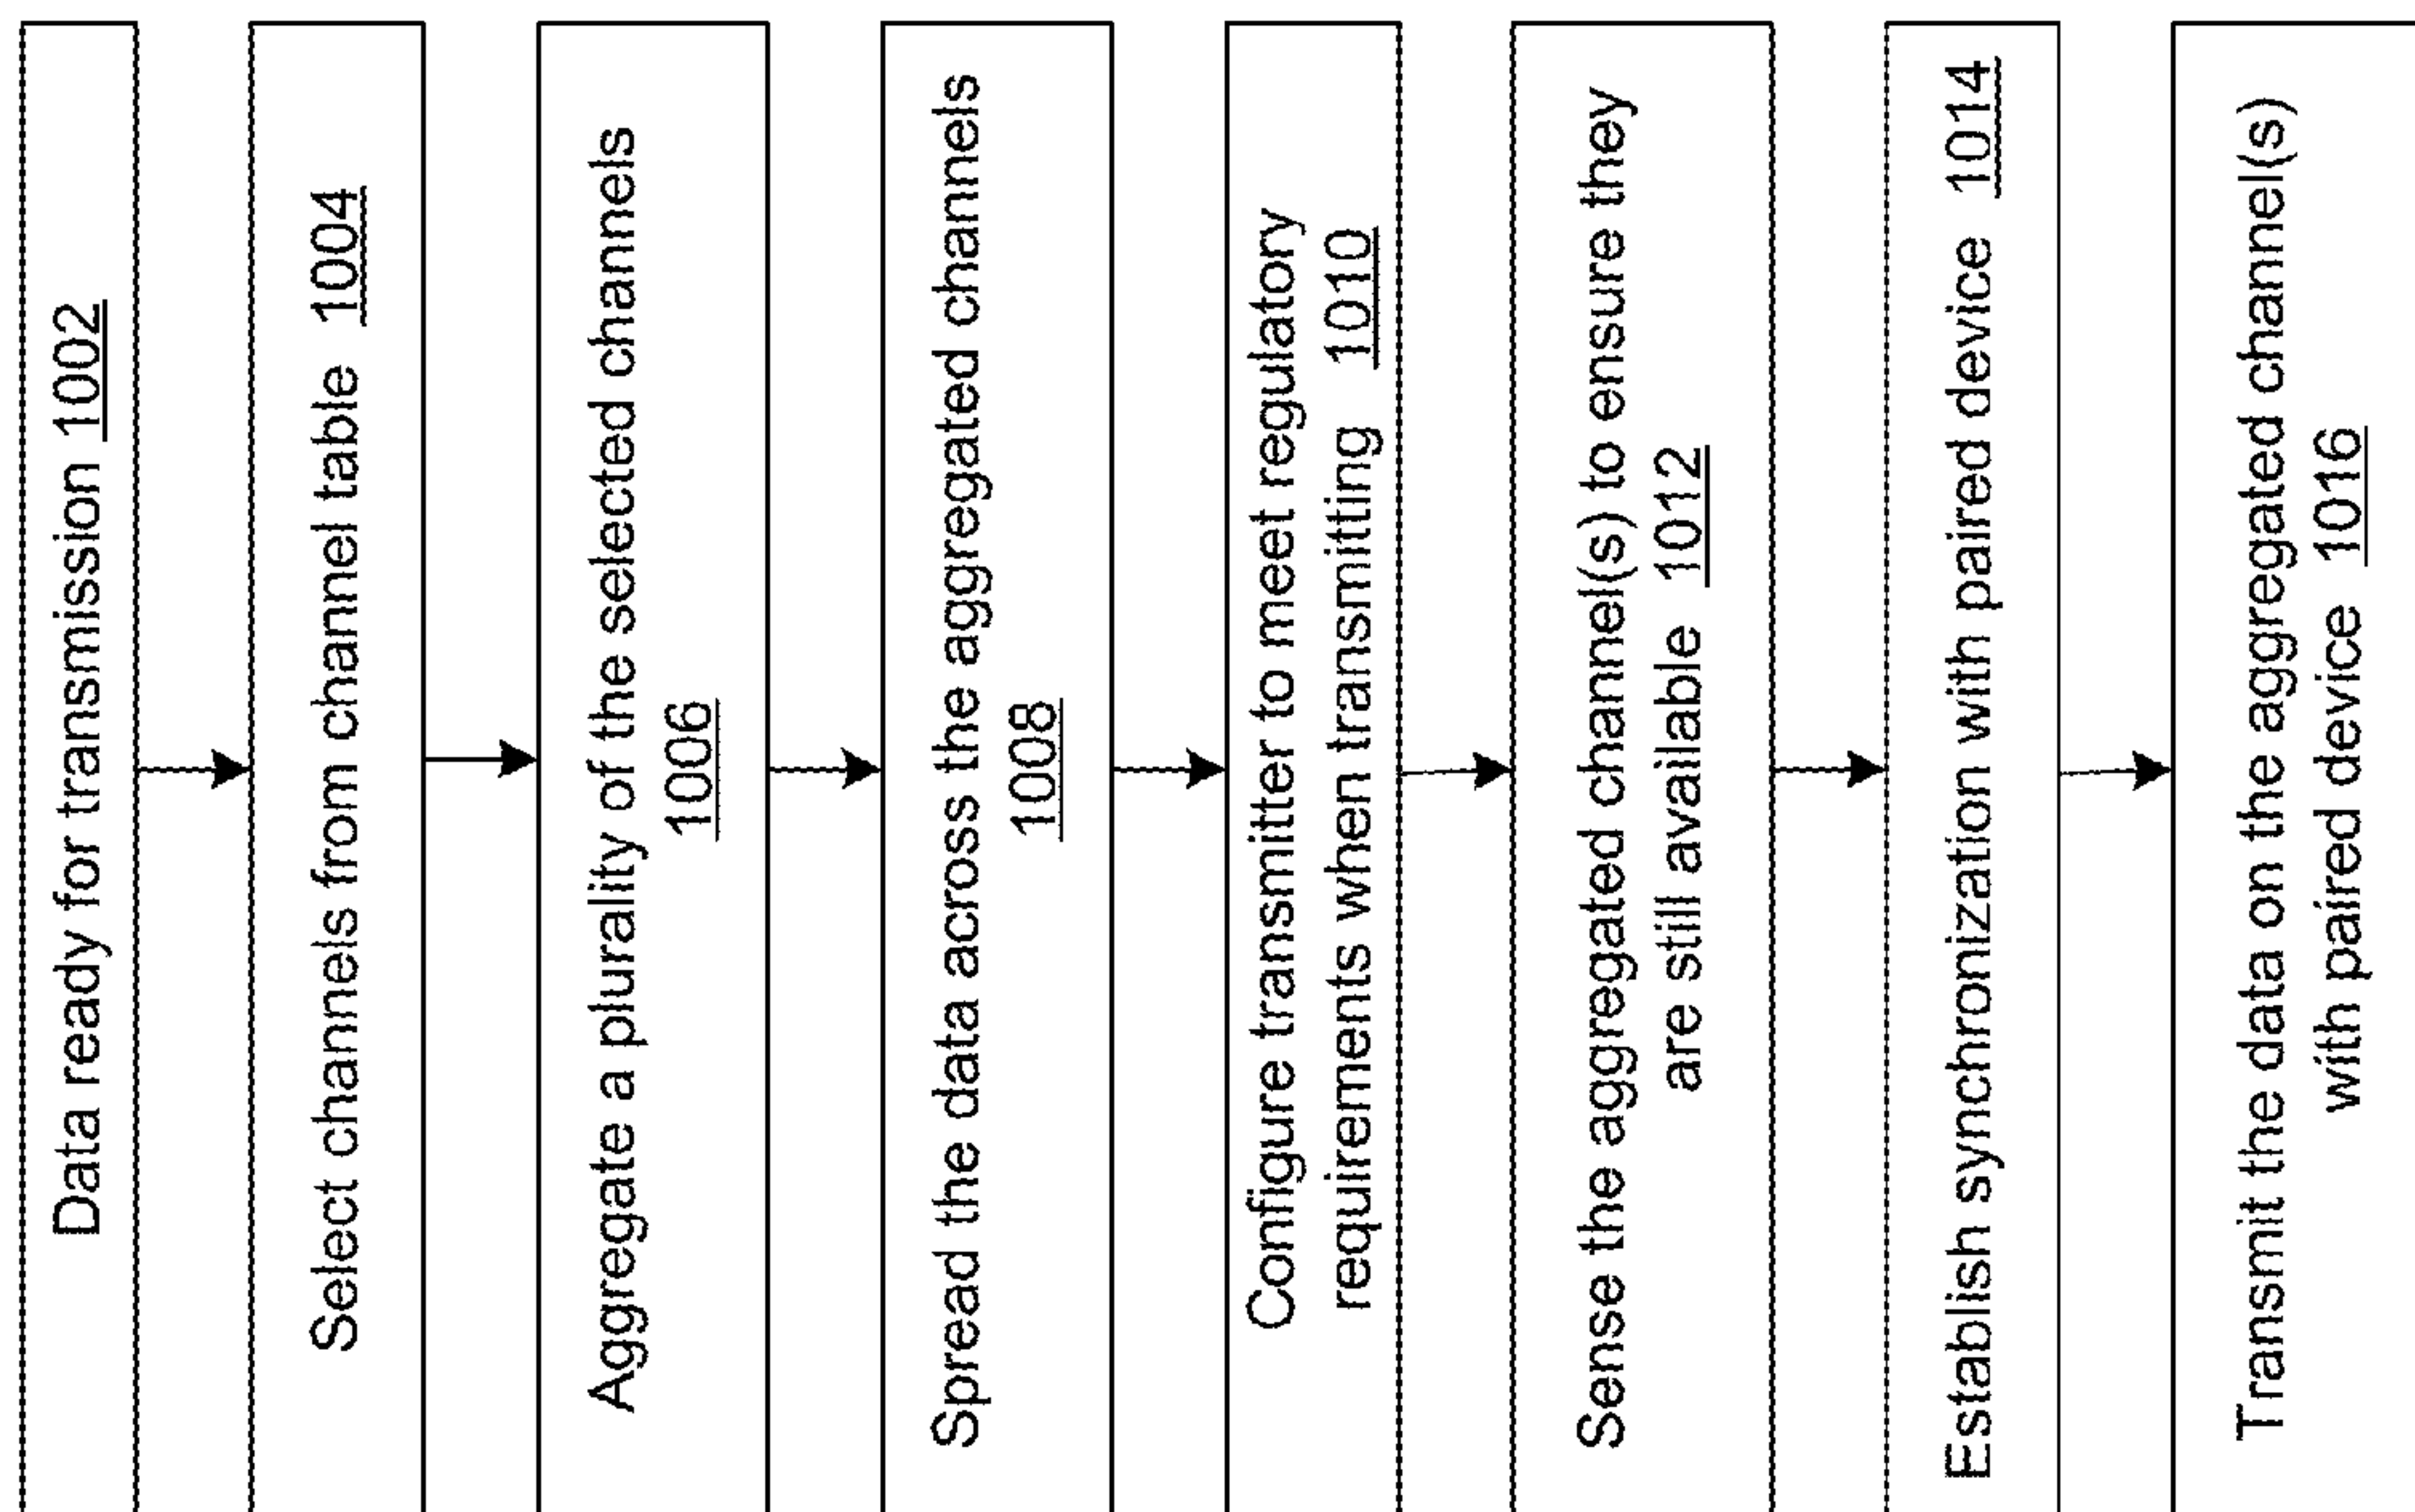 Data ready for transmission 1002
Select channels from channel table 1004
Aggregate a plurality of the selected channels
1006
Spread the data across the aggregated channels
1008
Configure transmitter to meet regulatory
requirements when transmitting 1010
Sense the aggregated channel(s) to ensure they
are still available 1012
Establish synchronization with paired device 1014
Transmit the data on the aggregated channel(s)
with paired device 1016